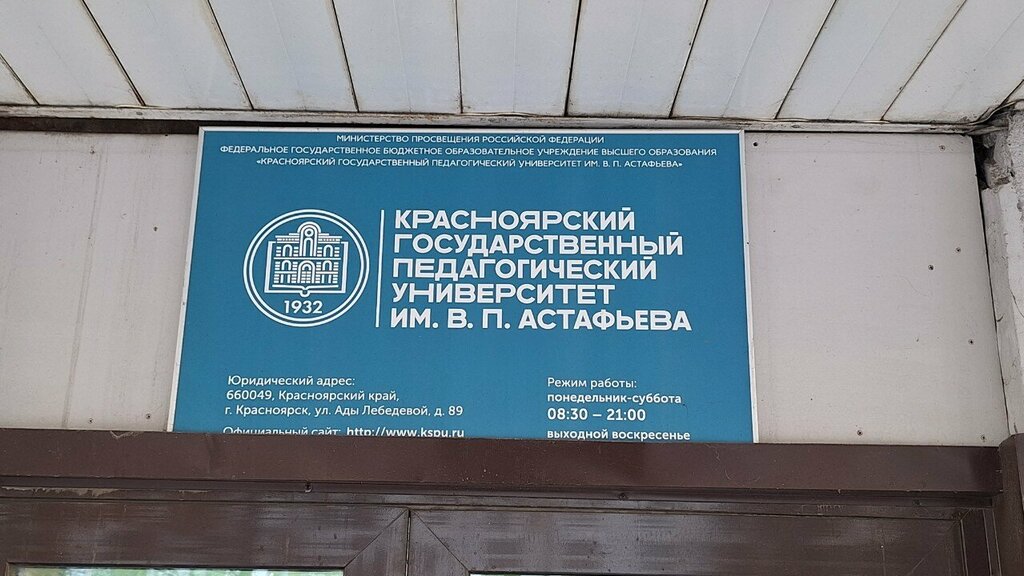 МИНИСТЕРСТВО ПРОСВЕЩЕНИЯ РОССИЙСКОЙ ФЕДЕРАЦИИ
ФЕДЕРАЛЬНОЕ ГОСУДАРСТВЕННОЕ БЮДЖЕТНОЕ ОБРАЗОВАТЕЛЬНОЕ УЧРЕЖДЕНИЕ ВЫСШЕГО ОБРАЗОВАНИЯ
«КРАСНОЯРСКИЙ ГОСУДАРСТВЕННЫЙ ПЕДАГОГИЧЕСКИЙ УНИВЕРСИТЕТ ИМ. В. П. АСТАФЬЕВА»
1932
КРАСНОЯРСКИЙ
ГОСУДАРСТВЕННЫЙ
ПЕДАГОГИЧЕСКИЙ
УНИВЕРСИТЕТ
ИМ. В. П. АСТАФЬЕВА
Юридический адрес:
660049, Красноярский край,
г. Красноярск, ул. Ады Лебедевой, д. 89
Официальный сайт: http://www.kspu.ru
Режим работы:
понедельник-суббота
08:30 – 21:00
выходной воскресенье